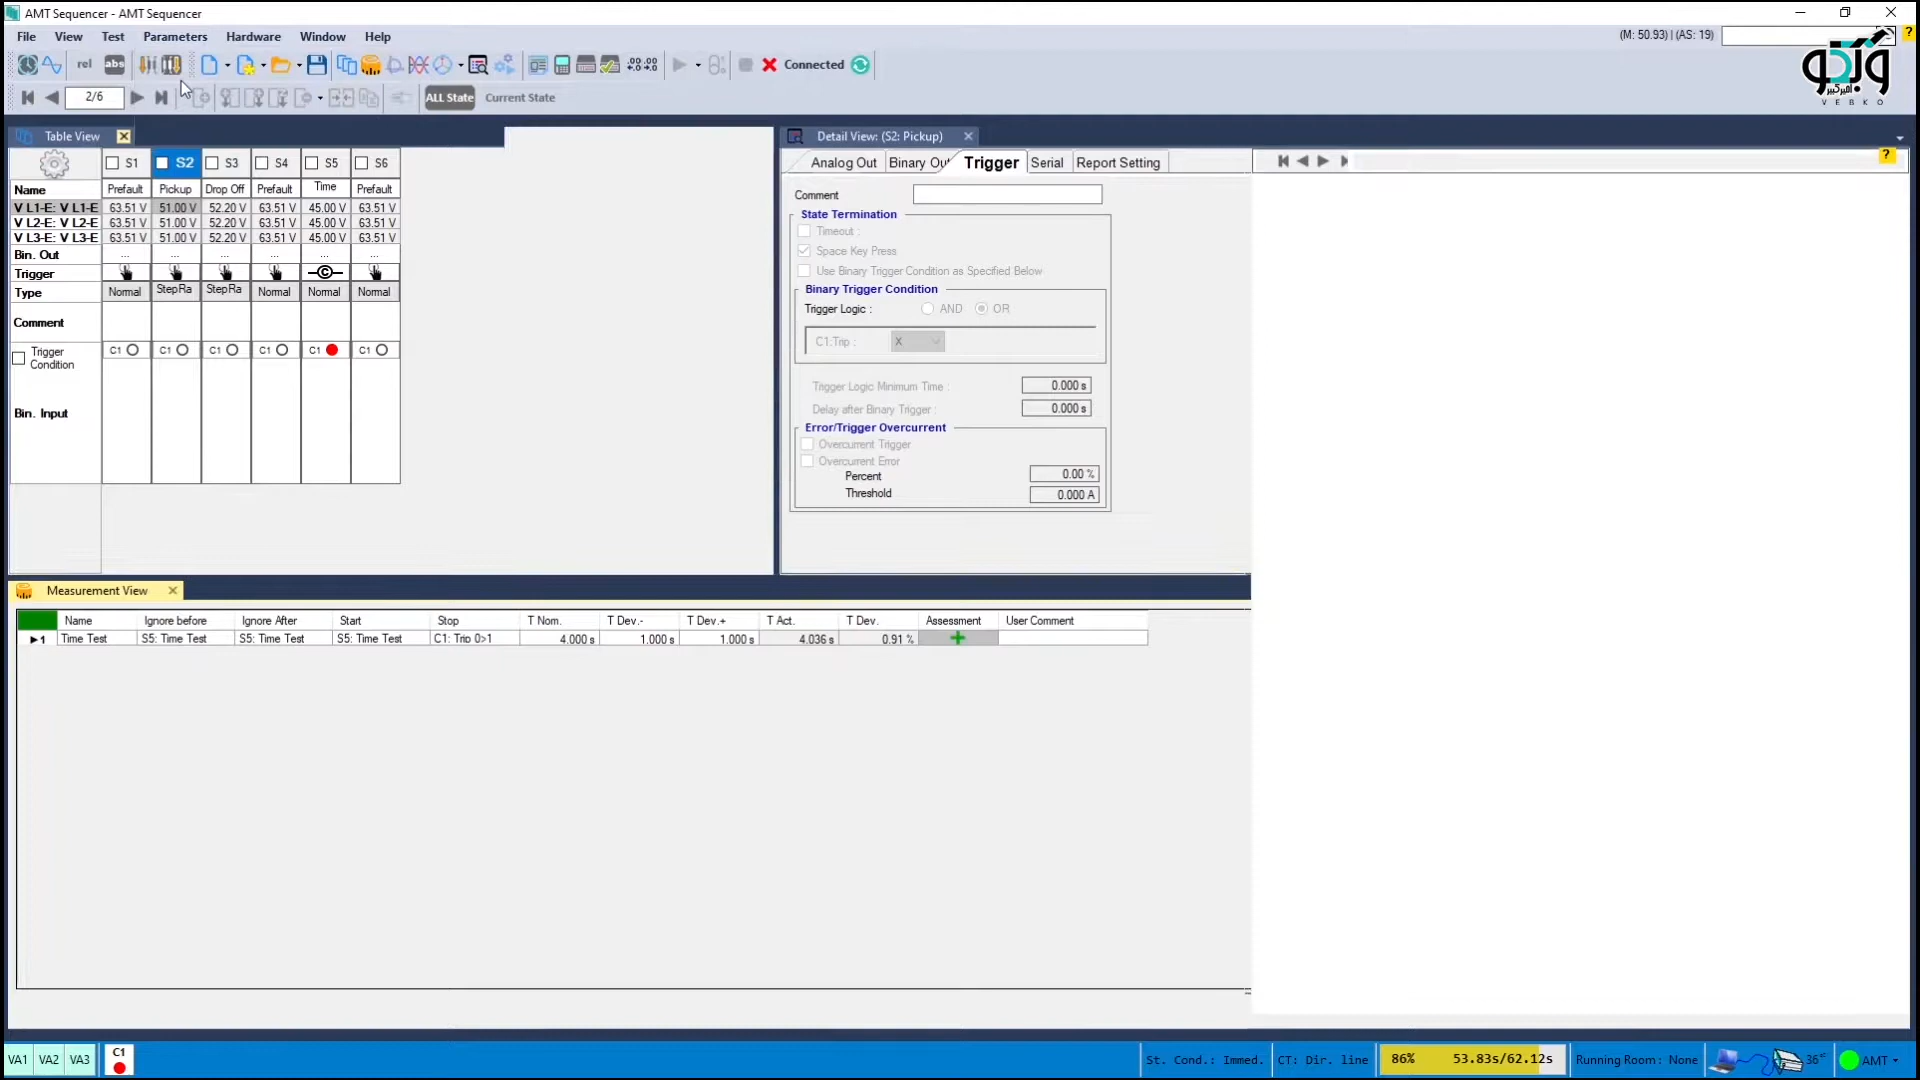 AMT Sequencer - AMT Sequencer
File View Test Parameters Hardware Window Help
(M: 50.93) | (AS: 19)
?
rel abs Connected
وبکو
امیرکبیر
VEBKO
2/6 ALL State Current State
Table View
Detail View: (S2: Pickup)
S1 S2 S3 S4 S5 S6
Analog Out Binary Out Trigger Serial Report Setting
?
Name Prefault Pickup Drop Off Prefault Time Prefault
V L1-E: V L1-E 63.51 V 51.00 V 52.20 V 63.51 V 45.00 V 63.51 V
V L2-E: V L2-E 63.51 V 51.00 V 52.20 V 63.51 V 45.00 V 63.51 V
V L3-E: V L3-E 63.51 V 51.00 V 52.20 V 63.51 V 45.00 V 63.51 V
Bin. Out ... ... ... ... ... ...
Trigger C
Type Normal StepRa StepRa Normal Normal Normal
Comment
Trigger Condition C1 C1 C1 C1 C1 C1
Bin. Input
Comment
State Termination
Timeout :
Space Key Press
Use Binary Trigger Condition as Specified Below
Binary Trigger Condition
Trigger Logic : AND OR
C1:Trip : X
Trigger Logic Minimum Time : 0.000 s
Delay after Binary Trigger : 0.000 s
Error/Trigger Overcurrent
Overcurrent Trigger
Overcurrent Error
Percent 0.00 %
Threshold 0.000 A
Measurement View
Name Ignore before Ignore After Start Stop T Nom. T Dev.- T Dev.+ T Act. T Dev. Assessment User Comment
1 Time Test S5: Time Test S5: Time Test S5: Time Test C1: Trip 0>1 4.000 s 1.000 s 1.000 s 4.036 s 0.91 % +
VA1 VA2 VA3 C1 St. Cond.: Immed. CT: Dir. line 86% 53.83s/62.12s Running Room: None 36° AMT